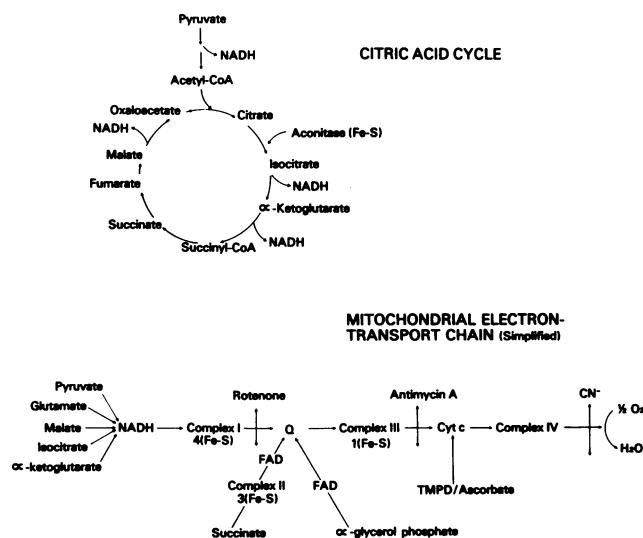 Pyruvate
NADH
CITRIC ACID CYCLE
Acetyl-CoA
Oxaloacetate
Citrate
NADH
Aconitase (Fe-S)
Malate
Isocitrate
NADH
Fumarate
∝-Ketoglutarate
Succinate
NADH
Succinyl-CoA
MITOCHONDRIAL ELECTRON-
TRANSPORT CHAIN (Simplified)
Pyruvate
Glutamate
Malate
Isocitrate
∝-ketoglutarate
NADH
Complex I
4(Fe-S)
Rotenone
Q
Complex III
1(Fe-S)
Antimycin A
Cyt c
Complex IV
CN⁻
½ O₂
H₂O
FAD
Complex II
3(Fe-S)
Succinate
FAD
∝-glycerol phosphate
TMPD/Ascorbate